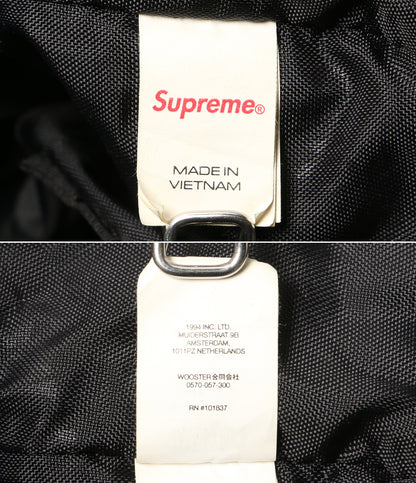 Supreme®
MADE IN
VIETNAM
1994 INC. LTD.
MUIDERSTRAAT 9B
AMSTERDAM,
1011PZ NETHERLANDS
WOOSTER合同会社
0570-057-300
RN #101837